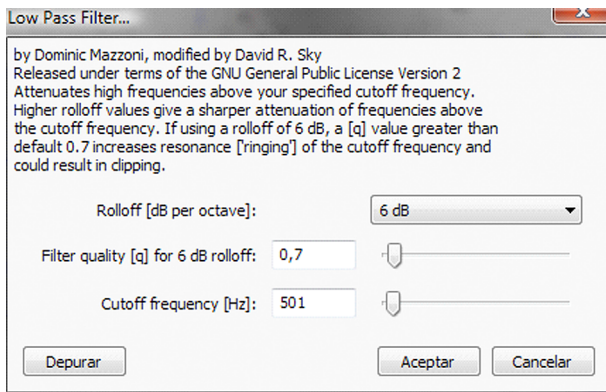 Low Pass Filter...
by Dominic Mazzoni, modified by David R. Sky
Released under terms of the GNU General Public License Version 2
Attenuates high frequencies above your specified cutoff frequency.
Higher rolloff values give a sharper attenuation of frequencies above
the cutoff frequency. If using a rolloff of 6 dB, a [q] value greater than
default 0.7 increases resonance ['ringing'] of the cutoff frequency and
could result in clipping.
Rolloff [dB per octave]: 6 dB
Filter quality [q] for 6 dB rolloff: 0,7
Cutoff frequency [Hz]: 501
Depurar Aceptar Cancelar